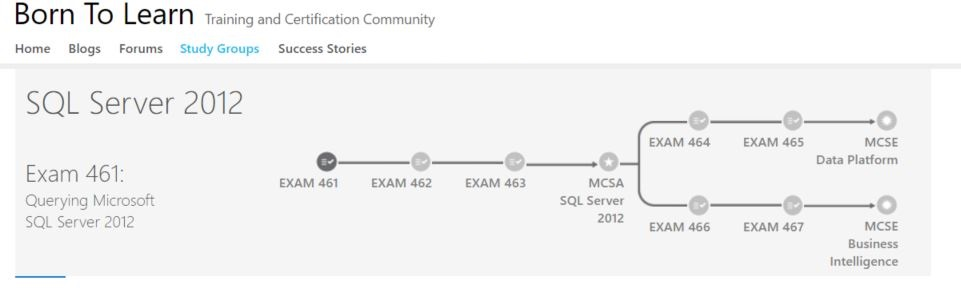 Born To Learn Training and Certification Community
Home Blogs Forums Study Groups Success Stories
SQL Server 2012
Exam 461:
Querying Microsoft
SQL Server 2012
EXAM 461
EXAM 462
EXAM 463
MCSA
SQL Server
2012
EXAM 464
EXAM 465
MCSE
Data Platform
EXAM 466
EXAM 467
MCSE
Business
Intelligence